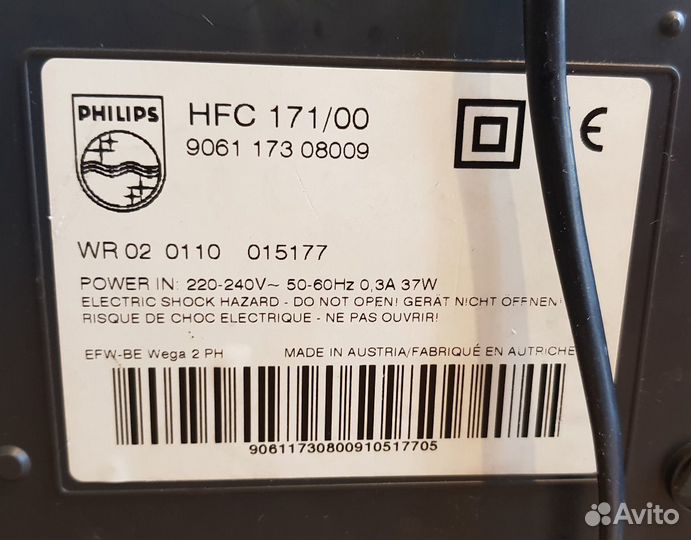 PHILIPS
HFC 171/00
9061 173 08009
WR 02 0110 015177
POWER IN: 220-240V~ 50-60Hz 0,3A 37W
ELECTRIC SHOCK HAZARD - DO NOT OPEN! GERÄT NICHT ÖFFNEN
RISQUE DE CHOC ELECTRIQUE - NE PAS OUVRIR!
EFW-BE Wega 2 PH MADE IN AUSTRIA/FABRIQUÉ EN AUTRICHE
90611730800910517705
Avito